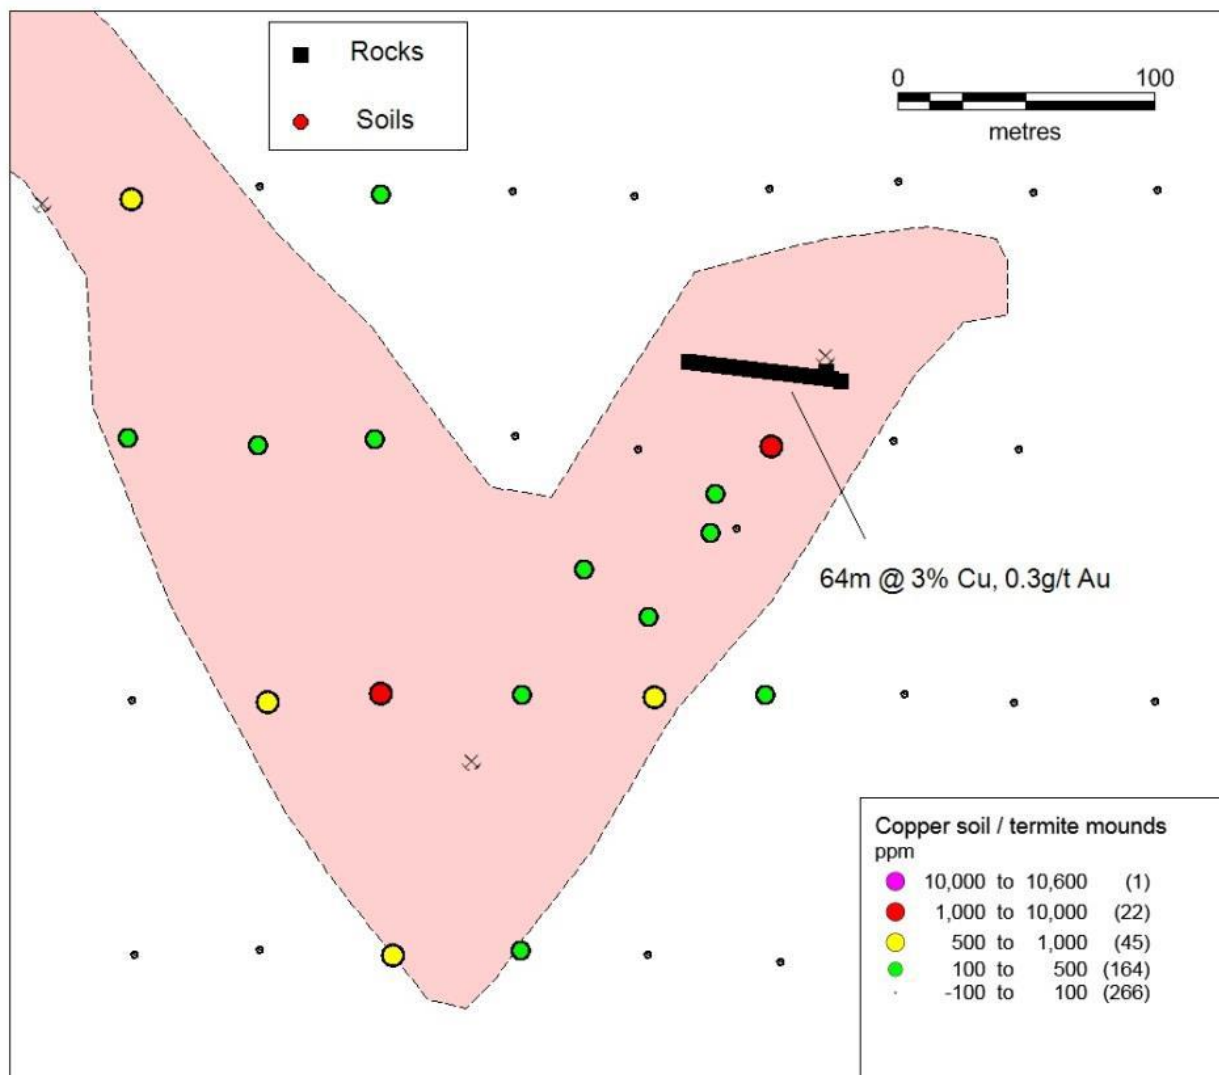 Rocks
Soils
0 100
metres
64m @ 3% Cu, 0.3g/t Au
Copper soil / termite mounds
ppm
10,000 to 10,600 (1)
1,000 to 10,000 (22)
500 to 1,000 (45)
100 to 500 (164)
-100 to 100 (266)